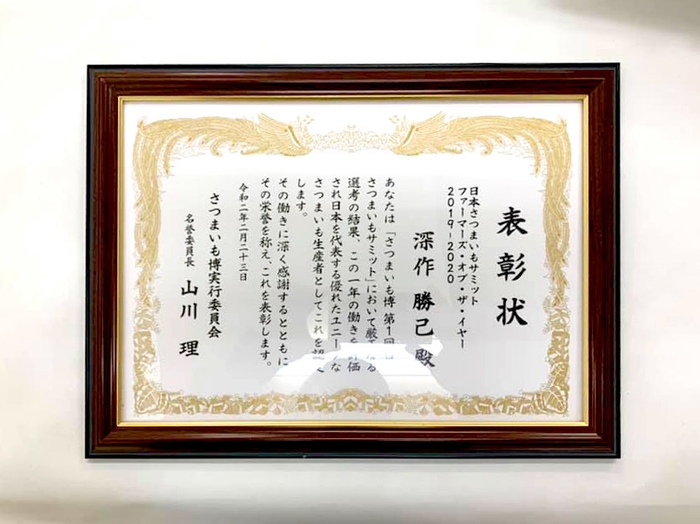 表彰状
日本さつまいもサミット
ファーマーズ・オブ・ザ・イヤー
2019-2020
深作 勝己 殿
あなたは「さつまいも博 第1回
さつまいもサミット」において厳
選考の結果、この一年の働きを 価
され日本を代表する優れたユニー な
さつまいも生産者としてこれを認定
します。
その働きに深く感謝するとともに
その栄誉を称え、これを表彰します。
令和二年二月二十三日
さつまいも博実行委員会
名誉委員長 山川 理